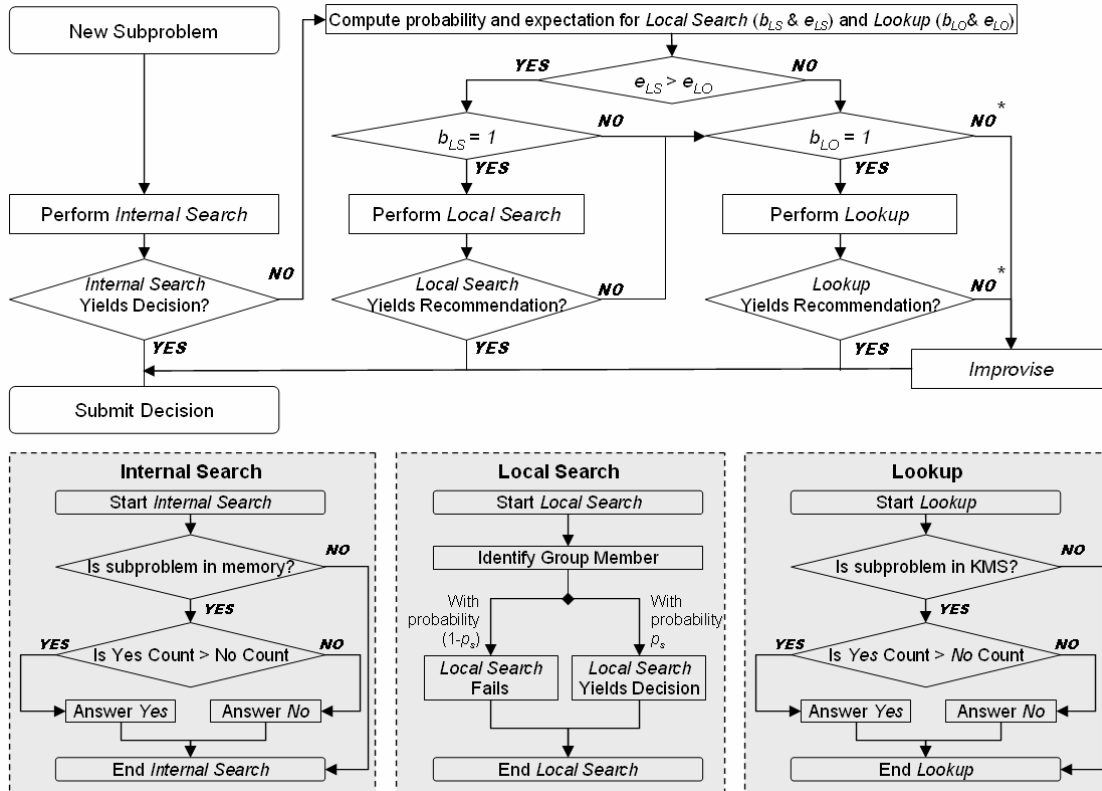 New Subproblem
Compute probability and expectation for Local Search (bLS & eLS) and Lookup (bLO& eLO)
YES
NO
eLS > eLO
bLS = 1
NO
bLO = 1
NO*
YES
YES
Perform Internal Search
Perform Local Search
Perform Lookup
Internal Search
Yields Decision?
NO
Local Search
Yields Recommendation?
NO
Lookup
Yields Recommendation?
NO*
YES
YES
YES
Improvise
Submit Decision
Internal Search
Start Internal Search
Is subproblem in memory?
NO
YES
YES
Is Yes Count > No Count
NO
Answer Yes
Answer No
End Internal Search
Local Search
Start Local Search
Identify Group Member
With
probability
(1-ps)
With
probability
ps
Local Search
Fails
Local Search
Yields Decision
End Local Search
Lookup
Start Lookup
Is subproblem in KMS?
NO
YES
YES
Is Yes Count > No Count
NO
Answer Yes
Answer No
End Lookup